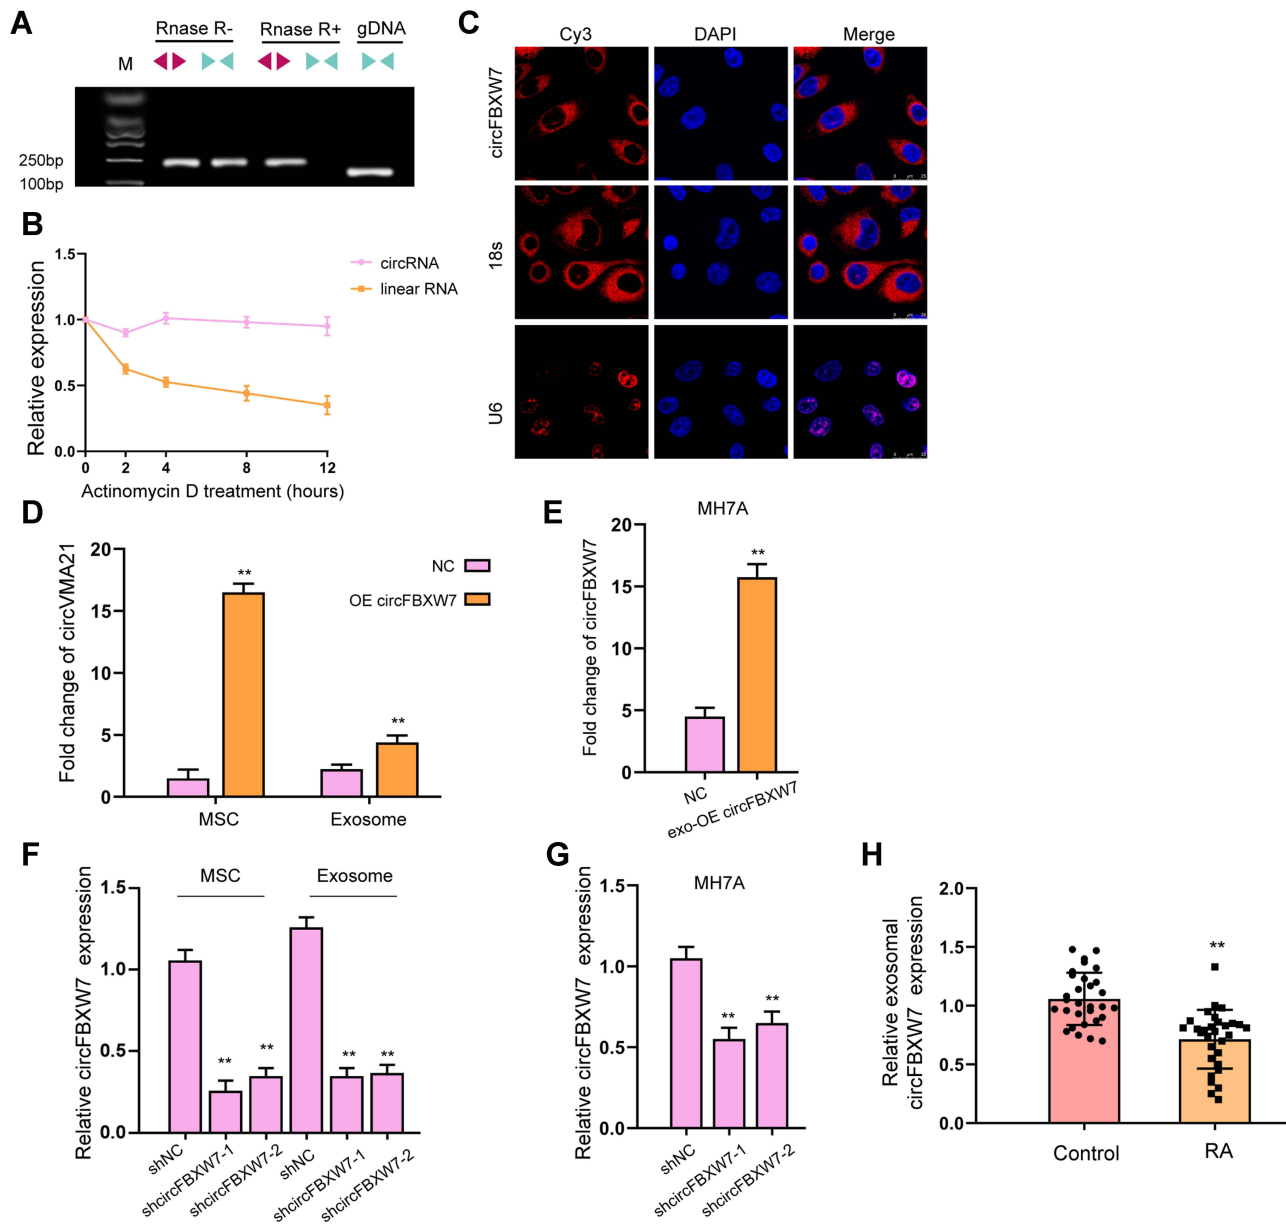 A
Rnase R-
Rnase R+
gDNA
M
250bp
100bp
B
Relative expression
1.5
1.0
0.5
0.0
0
2
4
8
12
Actinomycin D treatment (hours)
circRNA
linear RNA
C
Cy3
DAPI
Merge
circFBXW7
18s
U6
D
Fold change of circVMA21
20
15
10
5
0
MSC
Exosome
NC
OE circFBXW7
E
MH7A
Fold change of circFBXW7
20
15
10
5
0
NC
exo-OE circFBXW7
**
**
**
F
MSC
Exosome
Relative circFBXW7 expression
1.5
1.0
0.5
0.0
**
**
**
**
shNC
shcircFBXW7-1
shcircFBXW7-2
shNC
shcircFBXW7-1
shcircFBXW7-2
G
MH7A
Relative circFBXW7 expression
1.5
1.0
0.5
0.0
**
**
shNC
shcircFBXW7-1
shcircFBXW7-2
H
Relative exosomal
circFBXW7 expression
2.0
1.5
1.0
0.5
0.0
**
Control
RA